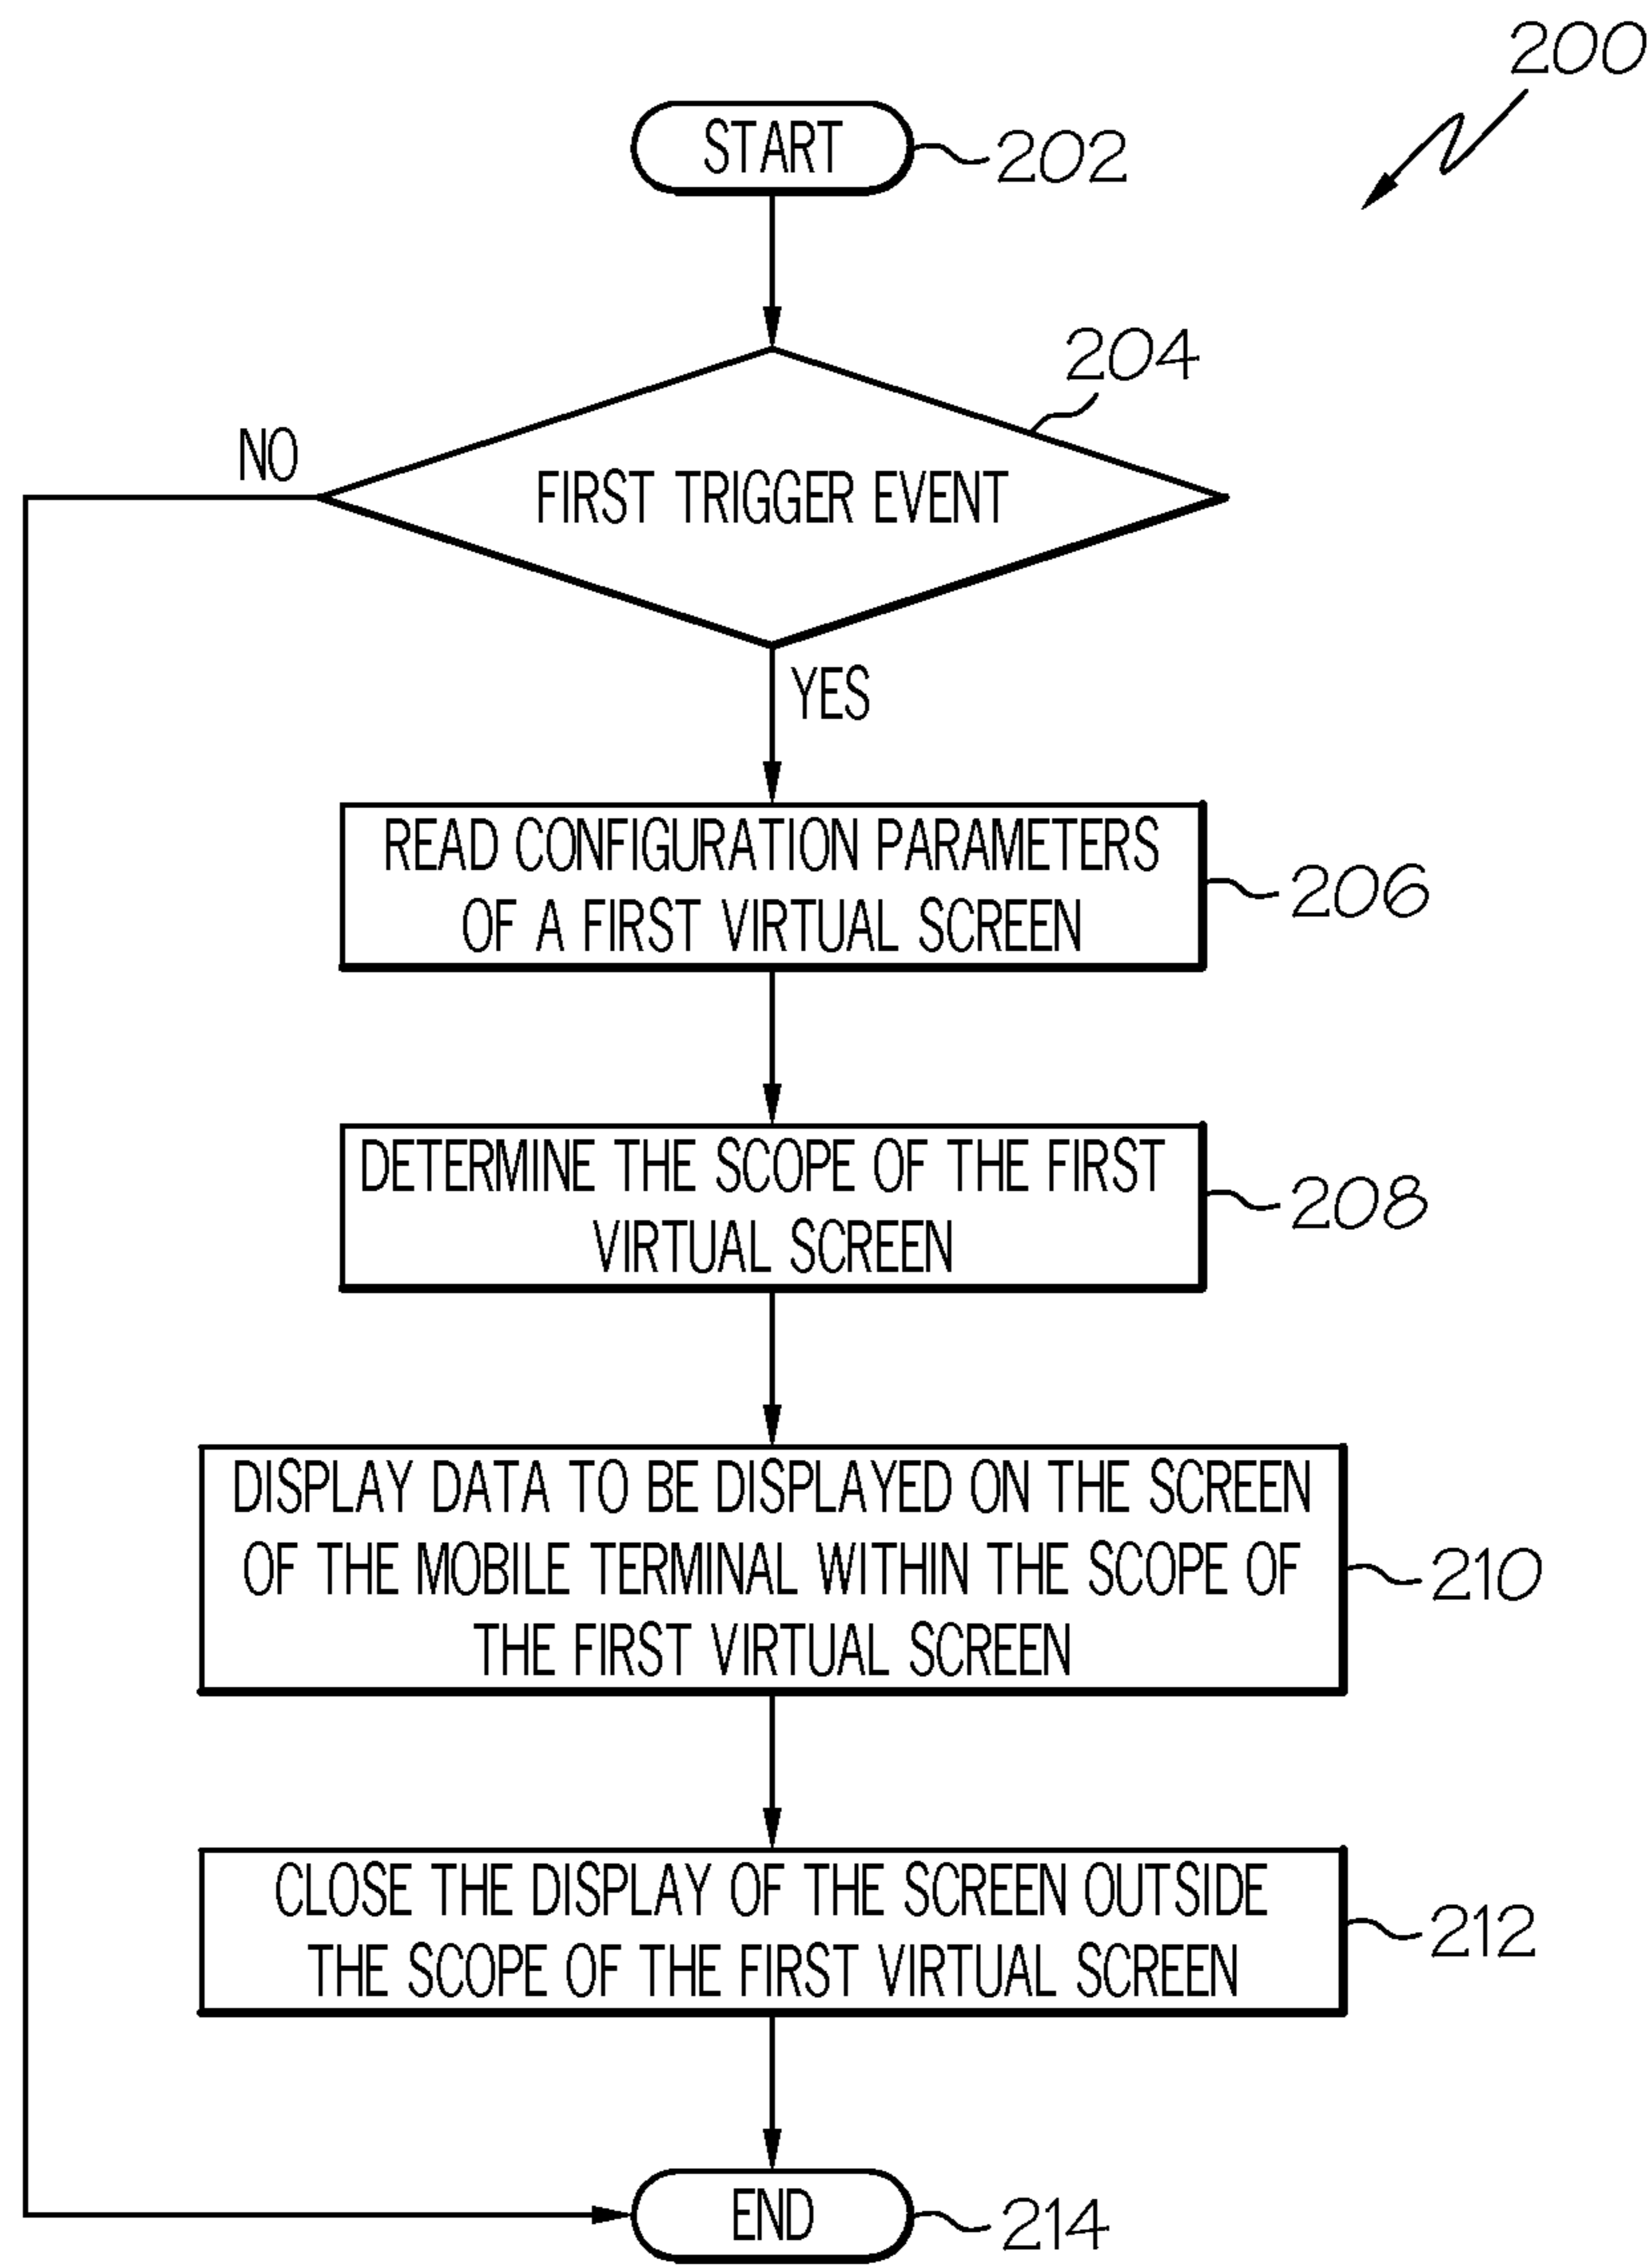 200
START
202
204
NO
FIRST TRIGGER EVENT
YES
READ CONFIGURATION PARAMETERS
OF A FIRST VIRTUAL SCREEN
206
DETERMINE THE SCOPE OF THE FIRST
VIRTUAL SCREEN
208
DISPLAY DATA TO BE DISPLAYED ON THE SCREEN
OF THE MOBILE TERMINAL WITHIN THE SCOPE OF
THE FIRST VIRTUAL SCREEN
210
CLOSE THE DISPLAY OF THE SCREEN OUTSIDE
THE SCOPE OF THE FIRST VIRTUAL SCREEN
212
END
214